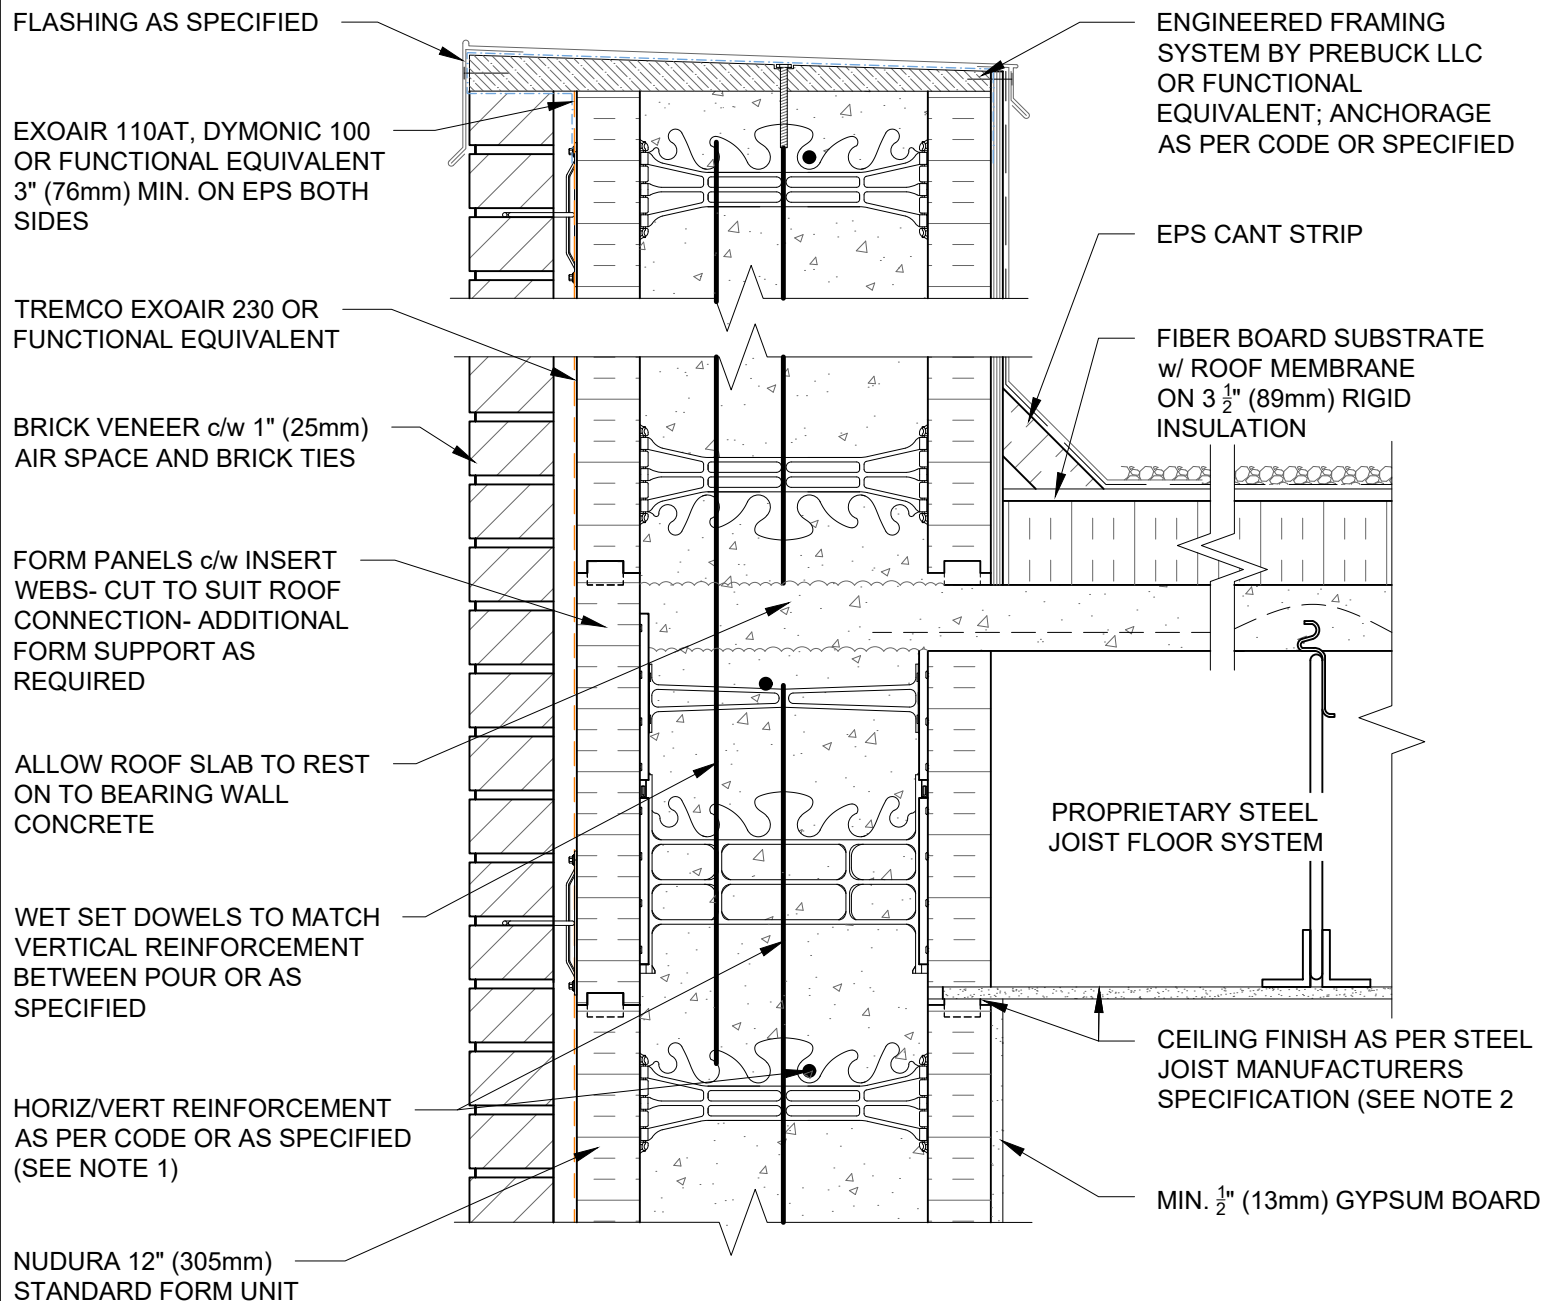 FLASHING AS SPECIFIED
EXOAIR 110AT, DYMONIC 100
OR FUNCTIONAL EQUIVALENT
3" (76mm) MIN. ON EPS BOTH
SIDES
TREMCO EXOAIR 230 OR
FUNCTIONAL EQUIVALENT
BRICK VENEER c/w 1" (25mm)
AIR SPACE AND BRICK TIES
FORM PANELS c/w INSERT
WEBS- CUT TO SUIT ROOF
CONNECTION- ADDITIONAL
FORM SUPPORT AS
REQUIRED
ALLOW ROOF SLAB TO REST
ON TO BEARING WALL
CONCRETE
WET SET DOWELS TO MATCH
VERTICAL REINFORCEMENT
BETWEEN POUR OR AS
SPECIFIED
HORIZ/VERT REINFORCEMENT
AS PER CODE OR AS SPECIFIED
(SEE NOTE 1)
NUDURA 12" (305mm)
STANDARD FORM UNIT
ENGINEERED FRAMING
SYSTEM BY PREBUCK LLC
OR FUNCTIONAL
EQUIVALENT; ANCHORAGE
AS PER CODE OR SPECIFIED
EPS CANT STRIP
FIBER BOARD SUBSTRATE
w/ ROOF MEMBRANE
ON 3 1/2" (89mm) RIGID
INSULATION
PROPRIETARY STEEL
JOIST FLOOR SYSTEM
CEILING FINISH AS PER STEEL
JOIST MANUFACTURERS
SPECIFICATION (SEE NOTE 2
MIN. 1/2" (13mm) GYPSUM BOARD